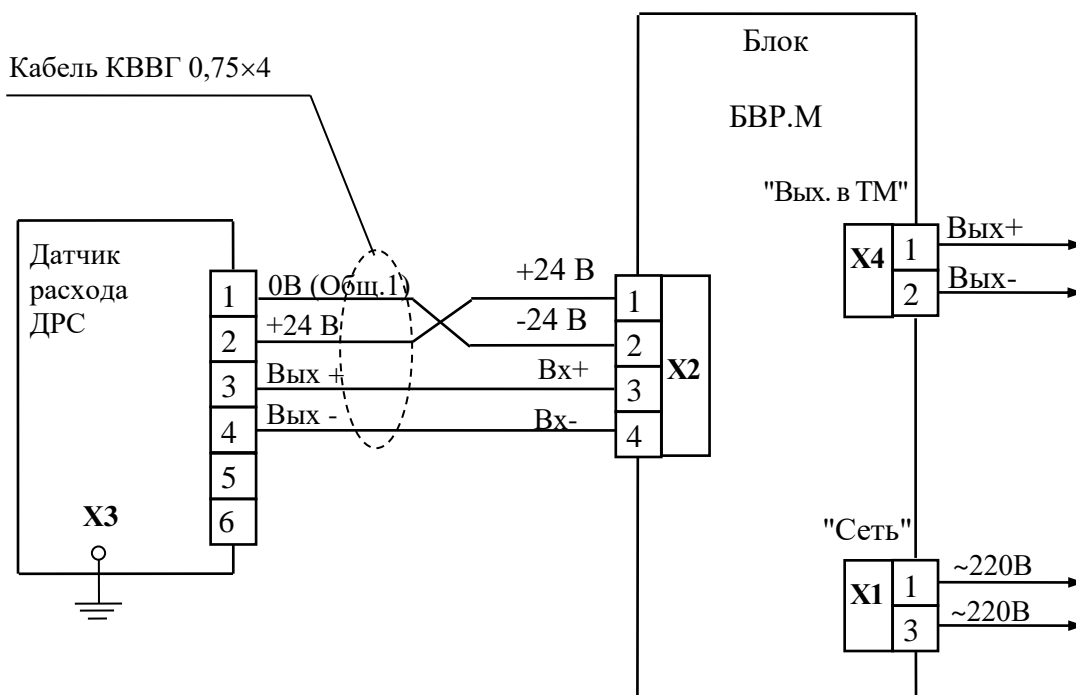 Кабель КВВГ 0,75×4
Блок
БВР.М
"Вых. в ТМ"
X4
1
2
Вых+
Вых-
Датчик
расхода
ДРС
X3
1
2
3
4
5
6
0В (Общ.1)
+24 В
Вых +
Вых -
+24 В
-24 В
Вх+
Вх-
1
2
3
4
X2
"Сеть"
X1
1
3
~220В
~220В